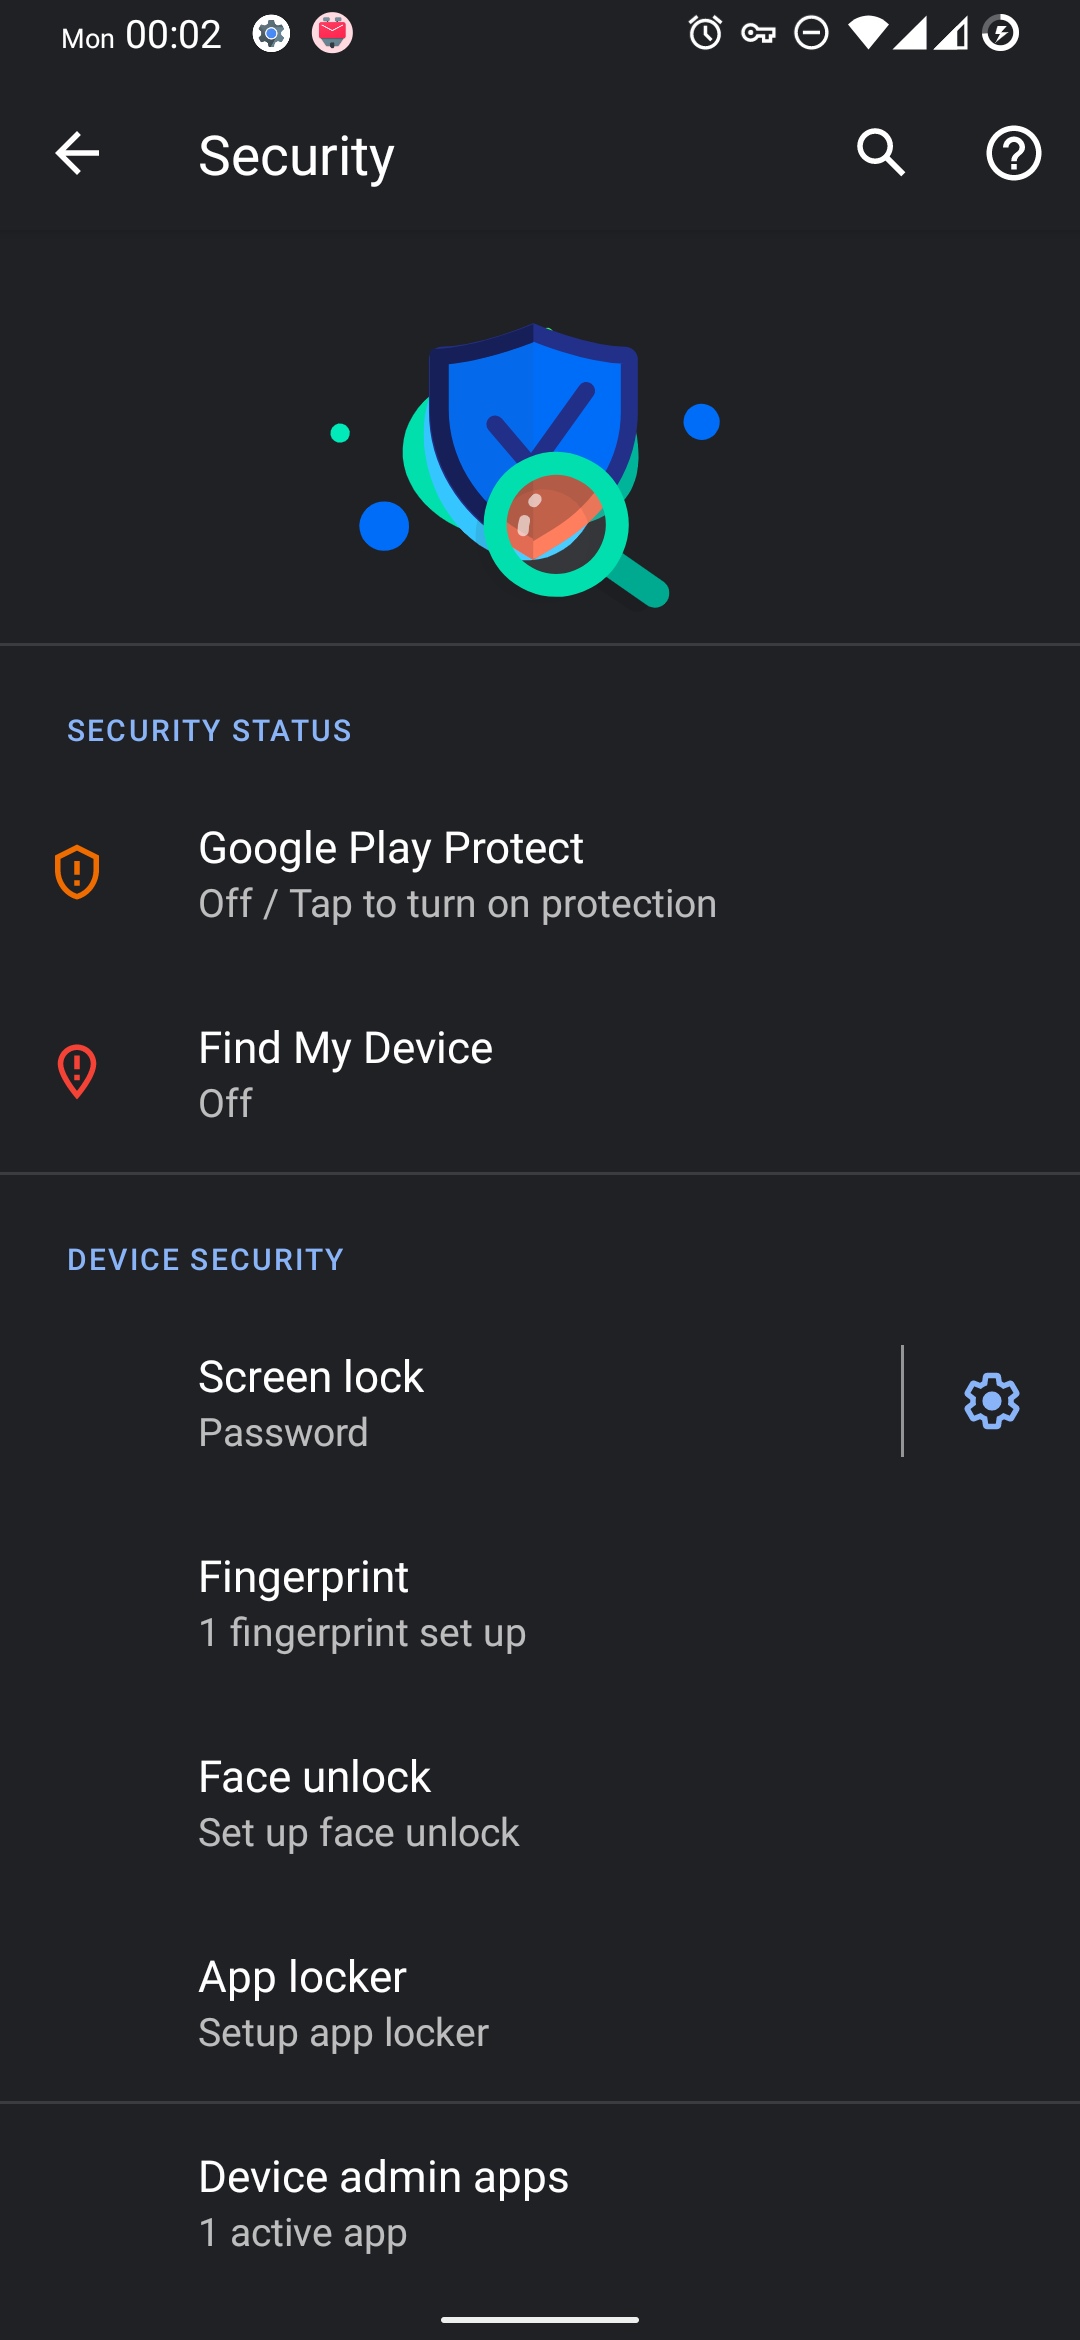 Mon 00:02
Security
SECURITY STATUS
Google Play Protect
Off / Tap to turn on protection
Find My Device
Off
DEVICE SECURITY
Screen lock
Password
Fingerprint
1 fingerprint set up
Face unlock
Set up face unlock
App locker
Setup app locker
Device admin apps
1 active app